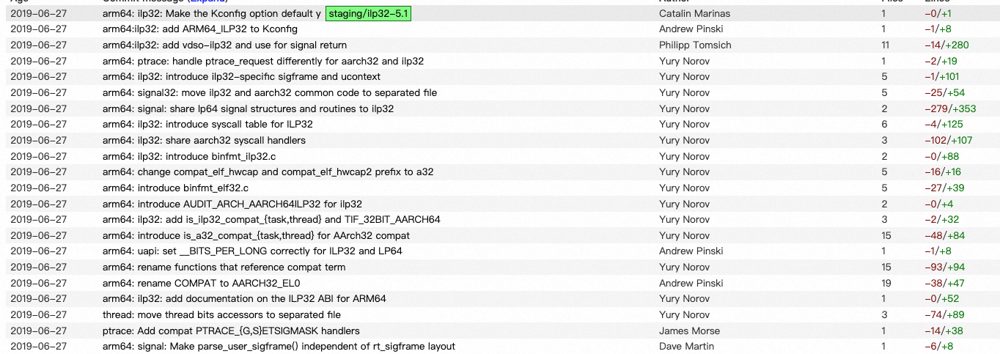 Age Commit message (Expand) Author Files Lines
2019-06-27 arm64: ilp32: Make the Kconfig option default y staging/ilp32-5.1 Catalin Marinas 1 -0/+1
2019-06-27 arm64:ilp32: add ARM64_ILP32 to Kconfig Andrew Pinski 1 -1/+8
2019-06-27 arm64:ilp32: add vdso-ilp32 and use for signal return Philipp Tomsich 11 -14/+280
2019-06-27 arm64: ptrace: handle ptrace_request differently for aarch32 and ilp32 Yury Norov 1 -2/+19
2019-06-27 arm64: ilp32: introduce ilp32-specific sigframe and ucontext Yury Norov 5 -1/+101
2019-06-27 arm64: signal32: move ilp32 and aarch32 common code to separated file Yury Norov 5 -25/+54
2019-06-27 arm64: signal: share lp64 signal structures and routines to ilp32 Yury Norov 2 -279/+353
2019-06-27 arm64: ilp32: introduce syscall table for ILP32 Yury Norov 6 -4/+125
2019-06-27 arm64: ilp32: share aarch32 syscall handlers Yury Norov 3 -102/+107
2019-06-27 arm64: ilp32: introduce binfmt_ilp32.c Yury Norov 2 -0/+88
2019-06-27 arm64: change compat_elf_hwcap and compat_elf_hwcap2 prefix to a32 Yury Norov 5 -16/+16
2019-06-27 arm64: introduce binfmt_elf32.c Yury Norov 5 -27/+39
2019-06-27 arm64: introduce AUDIT_ARCH_AARCH64ILP32 for ilp32 Yury Norov 2 -0/+4
2019-06-27 arm64: ilp32: add is_ilp32_compat_{task,thread} and TIF_32BIT_AARCH64 Yury Norov 3 -2/+32
2019-06-27 arm64: introduce is_a32_compat_{task,thread} for AArch32 compat Yury Norov 15 -48/+84
2019-06-27 arm64: uapi: set __BITS_PER_LONG correctly for ILP32 and LP64 Andrew Pinski 1 -1/+8
2019-06-27 arm64: rename functions that reference compat term Yury Norov 15 -93/+94
2019-06-27 arm64: rename COMPAT to AARCH32_EL0 Andrew Pinski 19 -38/+47
2019-06-27 arm64: ilp32: add documentation on the ILP32 ABI for ARM64 Yury Norov 1 -0/+52
2019-06-27 thread: move thread bits accessors to separated file Yury Norov 3 -74/+89
2019-06-27 ptrace: Add compat PTRACE_{G,S}ETSIGMASK handlers James Morse 1 -14/+38
2019-06-27 arm64: signal: Make parse_user_sigframe() independent of rt_sigframe layout Dave Martin 1 -6/+8